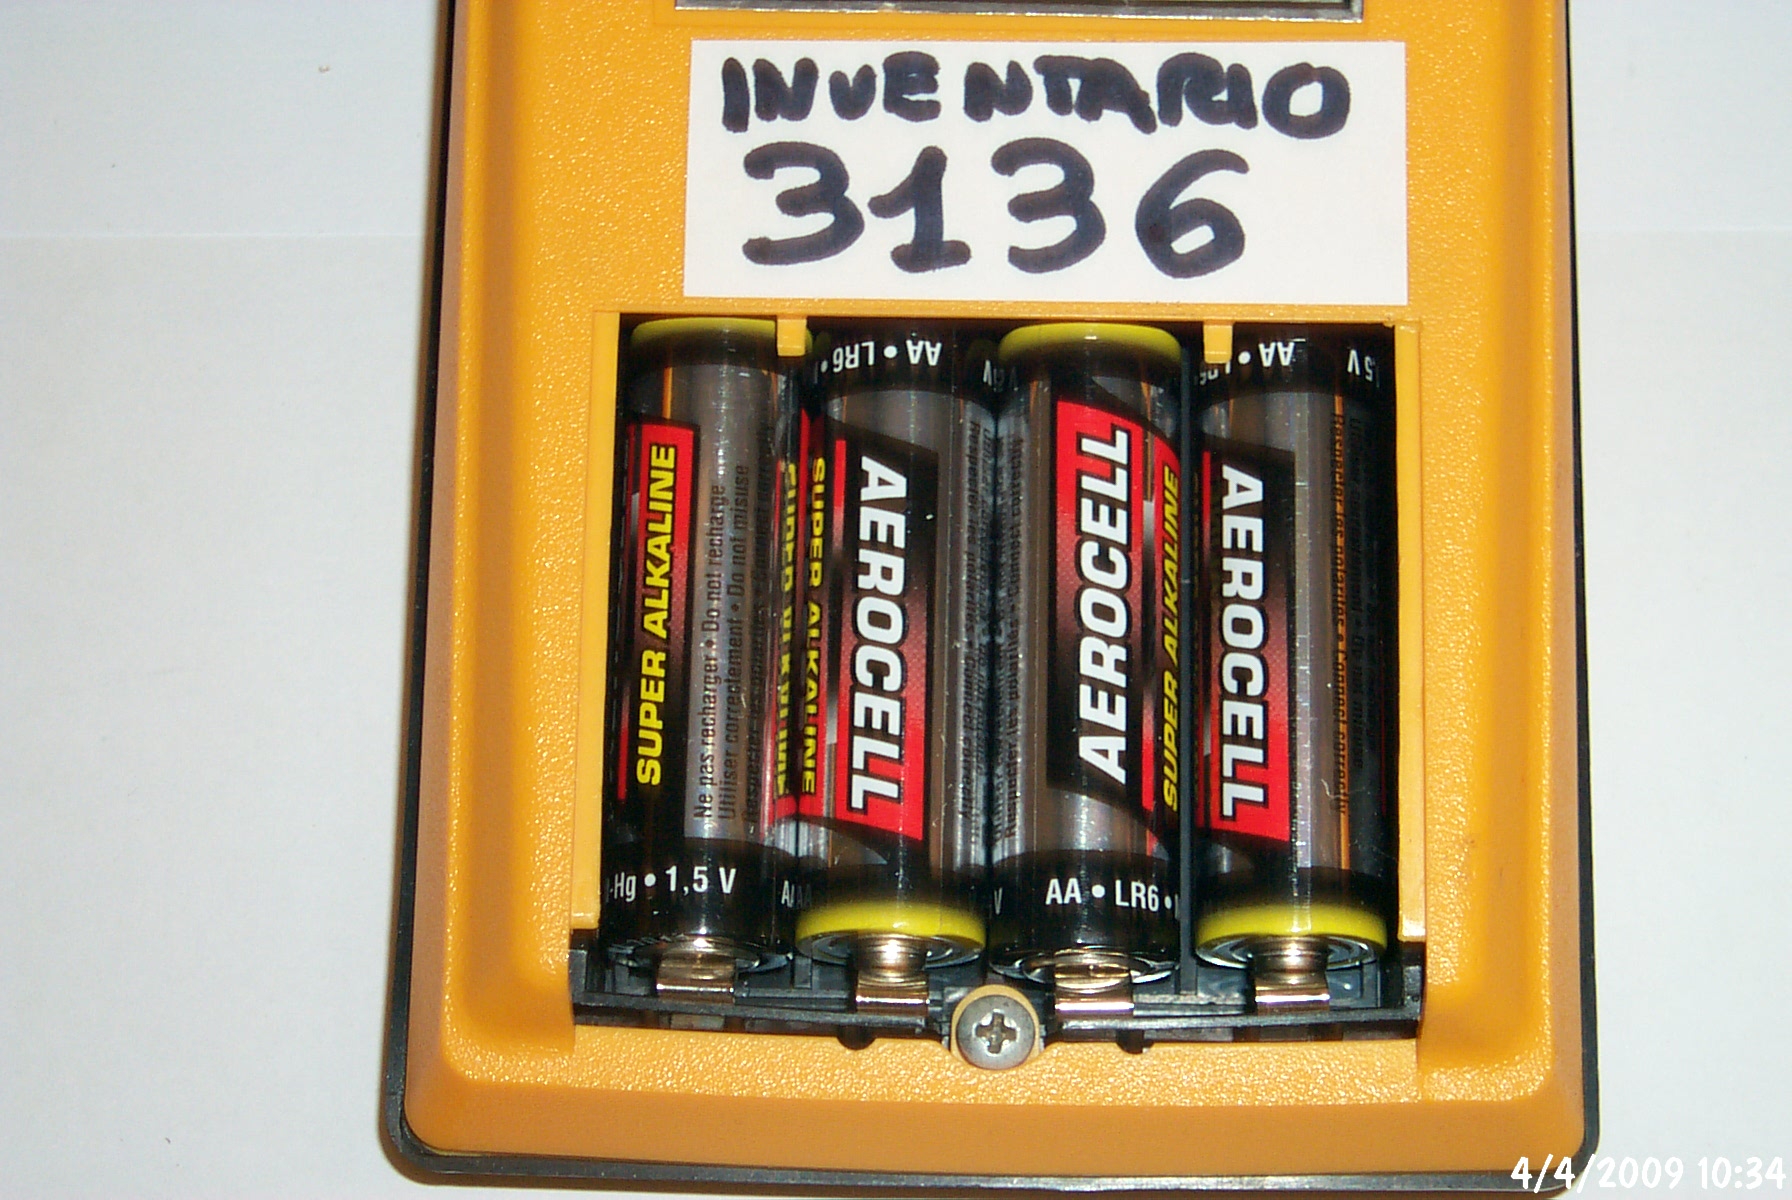 INVENTARIO
3136
AA • LR6 •
V
AA •
5 V
SUPER ALKALINE
Ne pas recharger • Do not recharge
Utiliser correctement • Do not misuse
SUPER ALKALINE
AEROCELL
AEROCELL
SUPER ALKALINE
AEROCELL
-Hg • 1,5 V
V
AA • LR6 •
4/4/2009 10:34